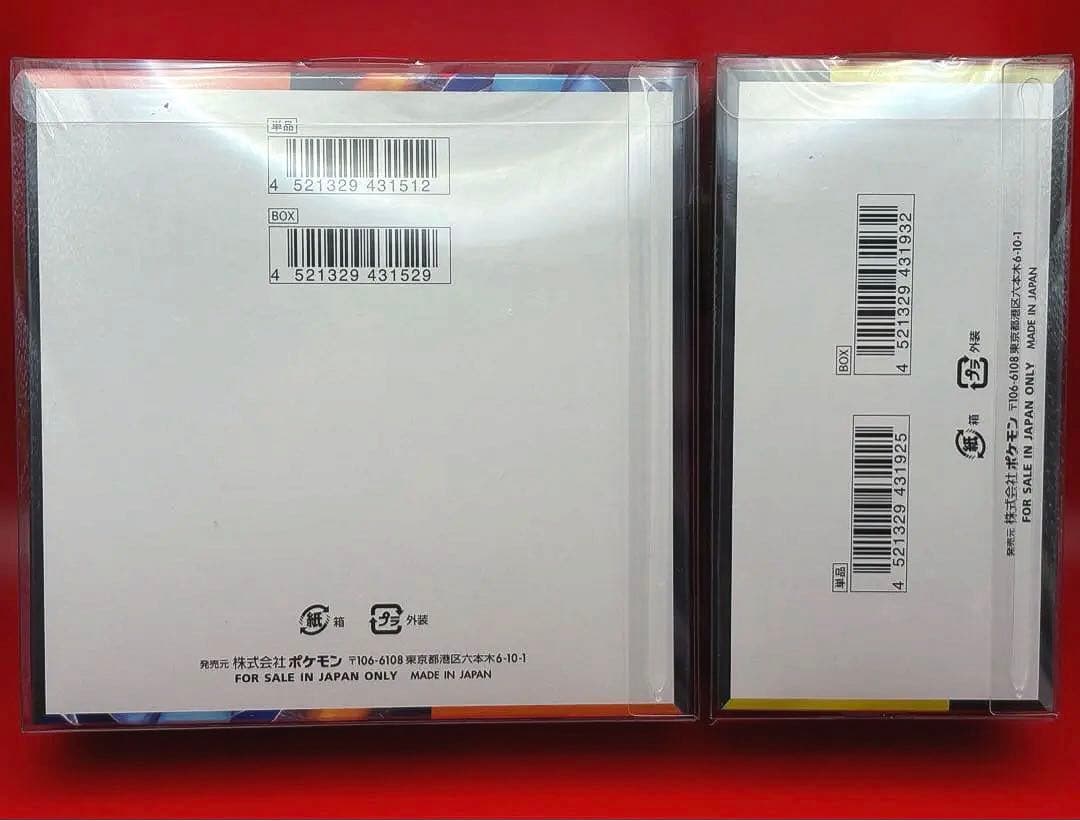 単品
4 521329 431512
BOX
4 521329 431529
紙 箱 プラ 外装
発売元 株式会社ポケモン 〒106-6108 東京都港区六本木6-10-1
FOR SALE IN JAPAN ONLY MADE IN JAPAN
単品
4 521329 431925
BOX
4 521329 431932
紙 箱 プラ 外装
発売元 株式会社ポケモン 〒106-6108 東京都港区六本木6-10-1
FOR SALE IN JAPAN ONLY MADE IN JAPAN